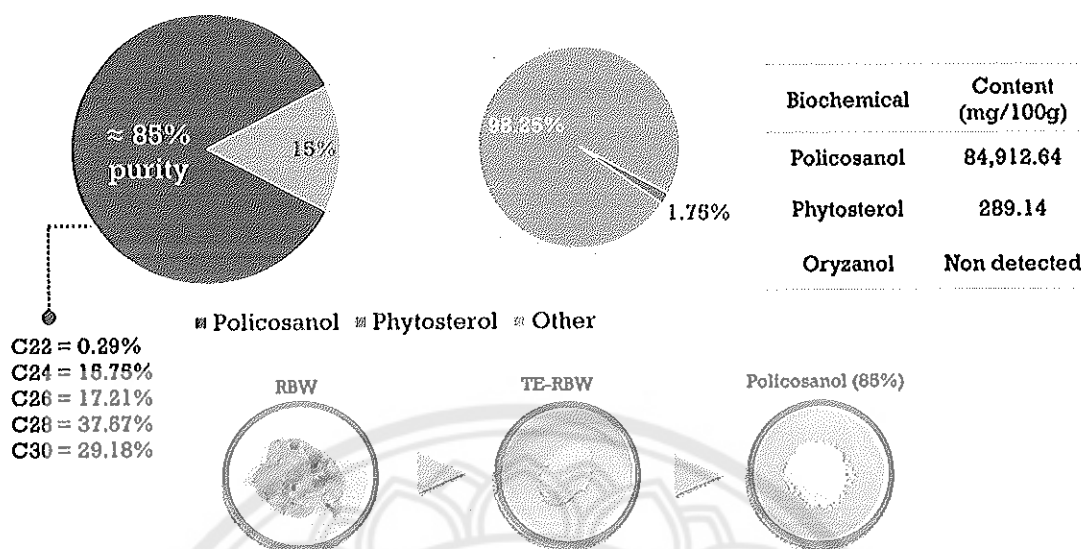 ≈ 85%
purity
15%
98.25%
1.75%
Biochemical
Content
(mg/100g)
Policosanol 84,912.64
Phytosterol 289.14
Oryzanol Non detected
Policosanol Phytosterol Other
C22 = 0.29%
C24 = 15.75%
C26 = 17.21%
C28 = 37.57%
C30 = 29.18%
RBW
TE-RBW
Policosanol (85%)